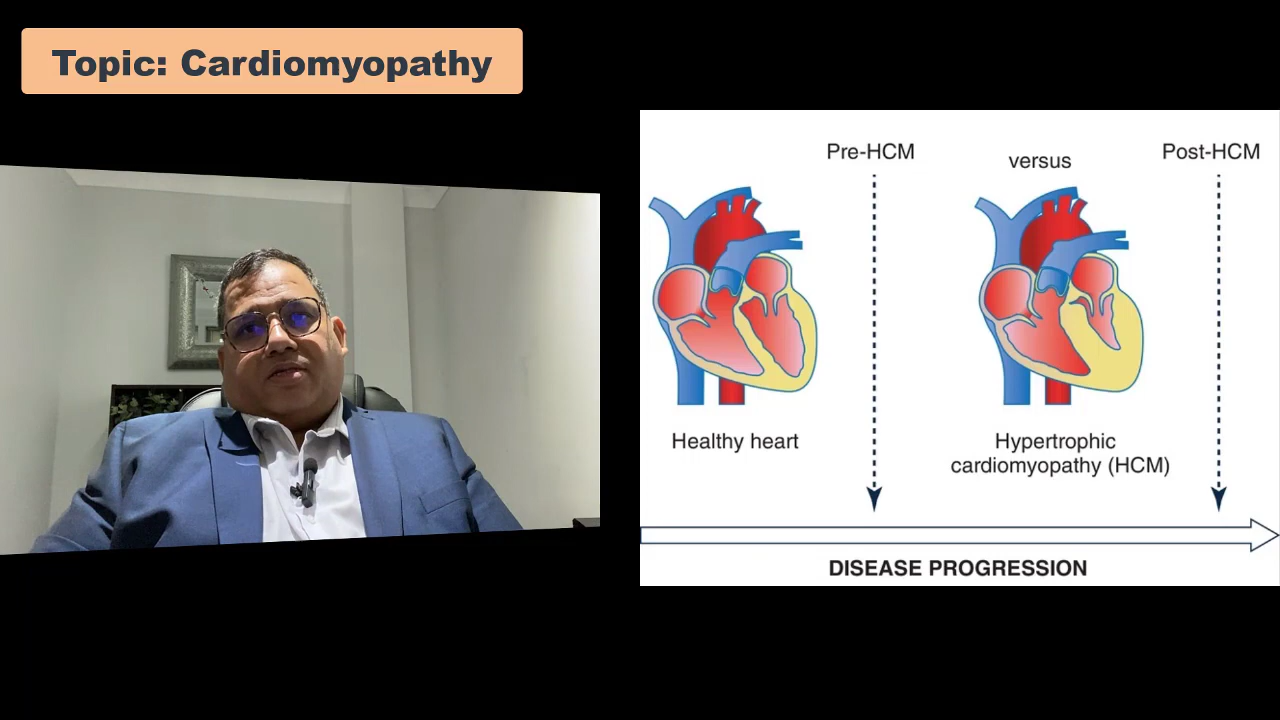 Topic: Cardiomyopathy
Pre-HCM
versus
Post-HCM
Healthy heart
Hypertrophic
cardiomyopathy (HCM)
DISEASE PROGRESSION